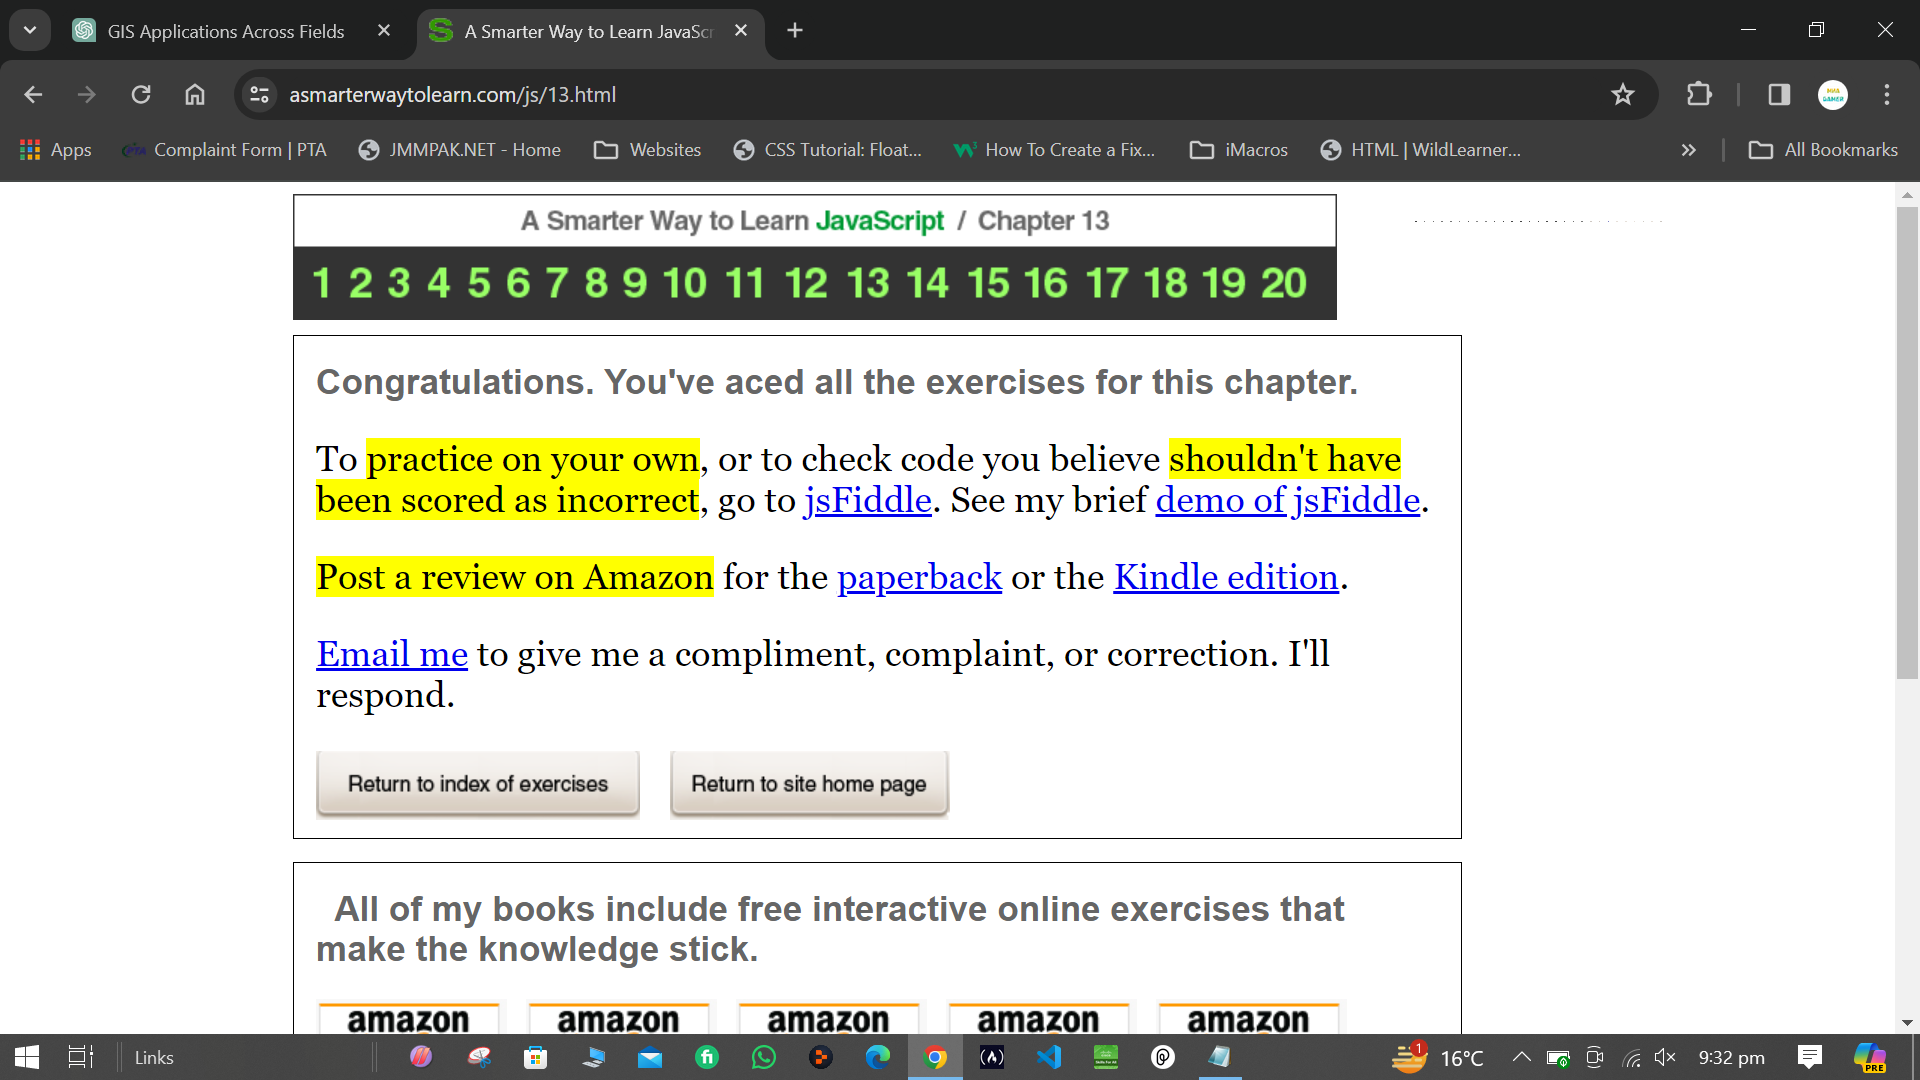 GIS Applications Across Fields
A Smarter Way to Learn JavaScr
asmarterwaytolearn.com/js/13.html
Apps Complaint Form | PTA JMMPAK.NET - Home Websites CSS Tutorial: Float... How To Create a Fix... iMacros HTML | WildLearner... » All Bookmarks
A Smarter Way to Learn JavaScript / Chapter 13
1 2 3 4 5 6 7 8 9 10 11 12 13 14 15 16 17 18 19 20
Congratulations. You've aced all the exercises for this chapter.
To practice on your own, or to check code you believe shouldn't have
been scored as incorrect, go to jsFiddle. See my brief demo of jsFiddle.
Post a review on Amazon for the paperback or the Kindle edition.
Email me to give me a compliment, complaint, or correction. I'll
respond.
Return to index of exercises Return to site home page
All of my books include free interactive online exercises that
make the knowledge stick.
amazon amazon amazon amazon amazon
Links 1 16°C 9:32 pm PRE